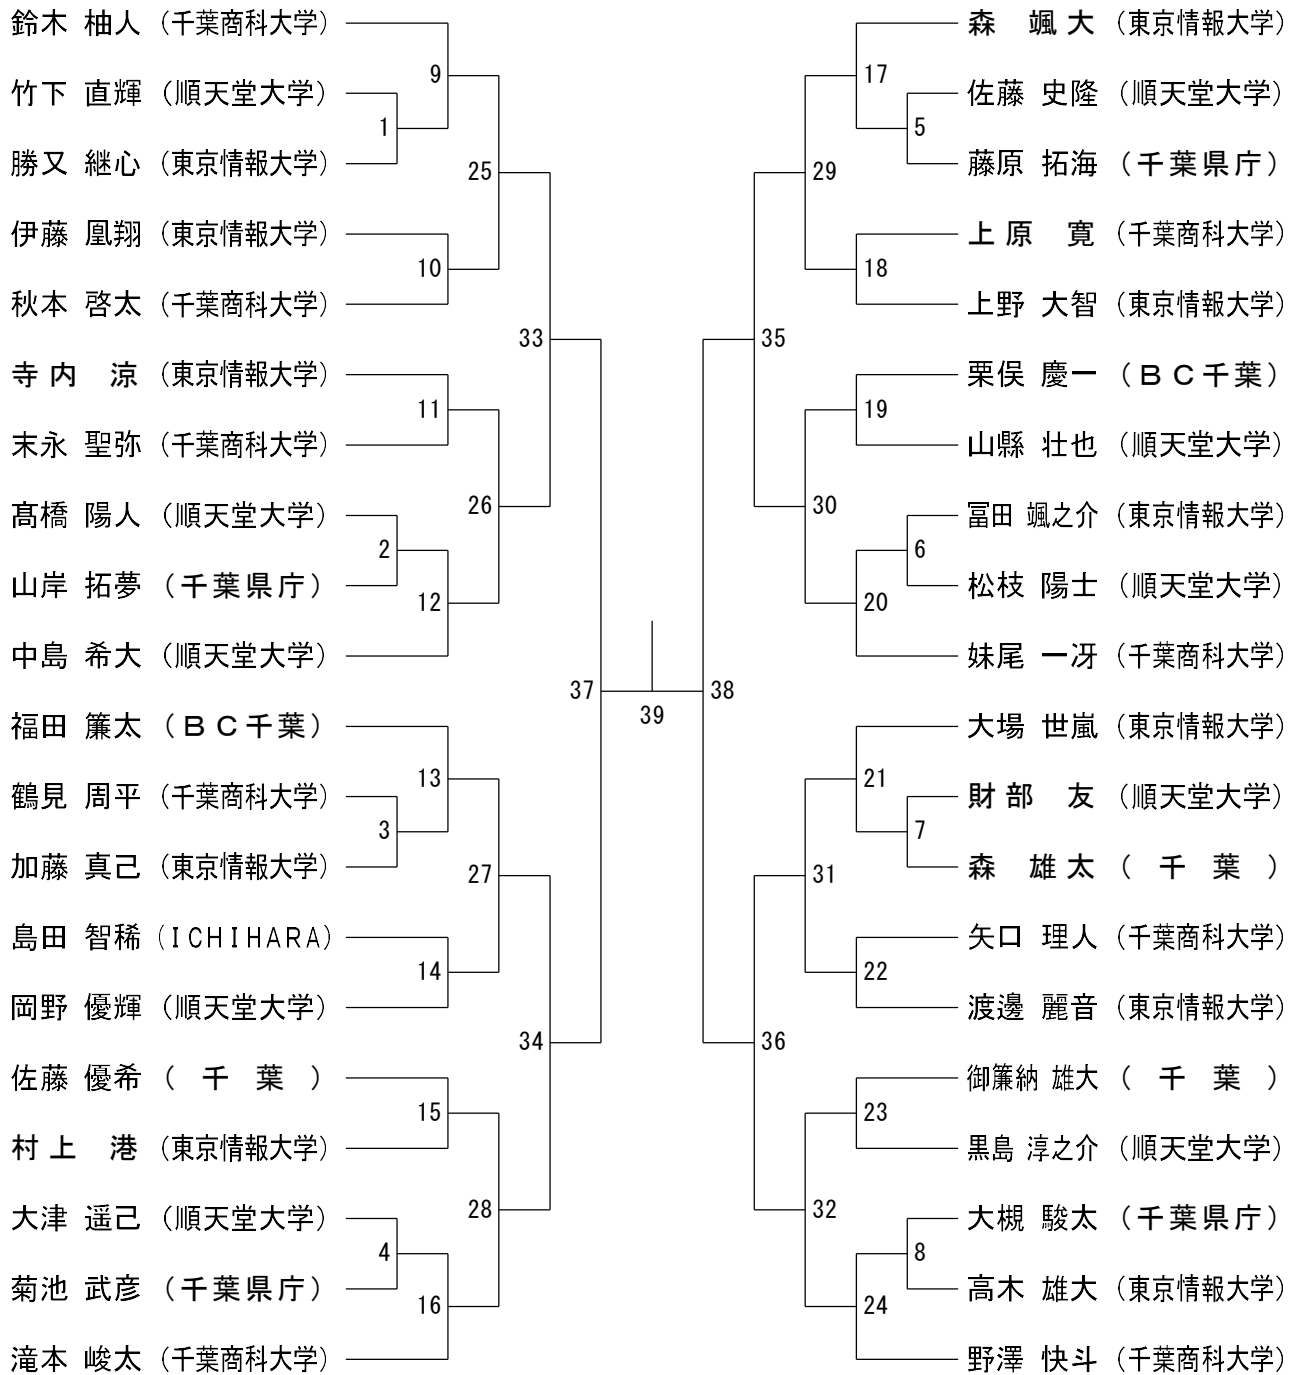 鈴木 柚人 (千葉商科大学)
竹下 直輝 (順天堂大学)
勝又 継心 (東京情報大学)
伊藤 凰翔 (東京情報大学)
秋本 啓太 (千葉商科大学)
寺内 涼 (東京情報大学)
末永 聖弥 (千葉商科大学)
髙橋 陽人 (順天堂大学)
山岸 拓夢 (千葉県庁)
中島 希大 (順天堂大学)
福田 簾太 (BC千葉)
鶴見 周平 (千葉商科大学)
加藤 真己 (東京情報大学)
島田 智稀 (ICHIHARA)
岡野 優輝 (順天堂大学)
佐藤 優希 (千葉)
村上 港 (東京情報大学)
大津 遥己 (順天堂大学)
菊池 武彦 (千葉県庁)
滝本 峻太 (千葉商科大学)
1
2
3
4
9
10
11
12
13
14
15
16
25
26
27
28
33
34
37
39
38
35
36
29
30
31
32
17
18
19
20
21
22
23
24
5
6
7
8
森 颯大 (東京情報大学)
佐藤 史隆 (順天堂大学)
藤原 拓海 (千葉県庁)
上原 寛 (千葉商科大学)
上野 大智 (東京情報大学)
栗俣 慶一 (BC千葉)
山縣 壮也 (順天堂大学)
冨田 颯之介 (東京情報大学)
松枝 陽士 (順天堂大学)
妹尾 一冴 (千葉商科大学)
大場 世嵐 (東京情報大学)
財部 友 (順天堂大学)
森 雄太 (千葉)
矢口 理人 (千葉商科大学)
渡邊 麗音 (東京情報大学)
御簾納 雄大 (千葉)
黒島 淳之介 (順天堂大学)
大槻 駿太 (千葉県庁)
高木 雄大 (東京情報大学)
野澤 快斗 (千葉商科大学)